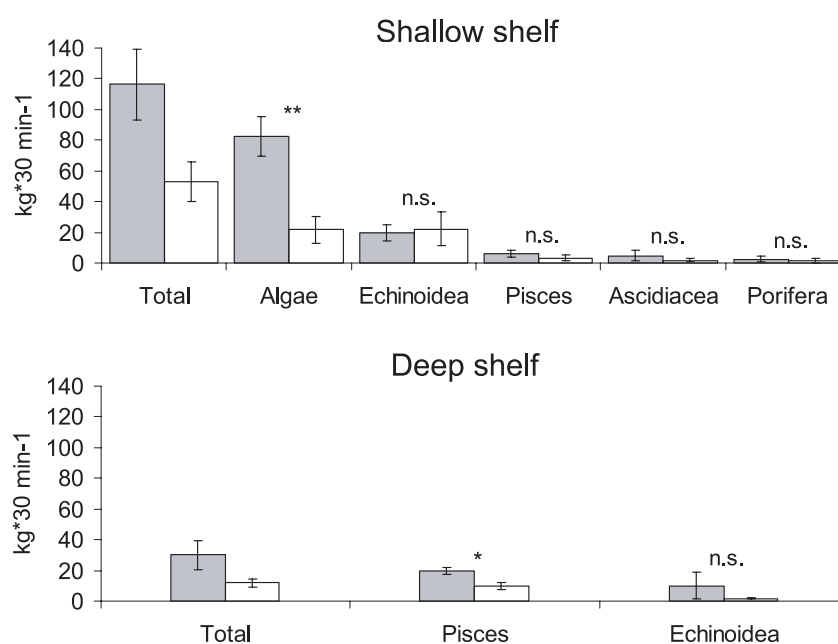 Shallow shelf
140
120
100
80
60
40
20
0
kg*30 min-1
**
n.s.
n.s.
n.s.
n.s.
Total Algae Echinoidea Pisces Ascidiacea Porifera
Deep shelf
140
120
100
80
60
40
20
0
kg*30 min-1
*
n.s.
Total Pisces Echinoidea